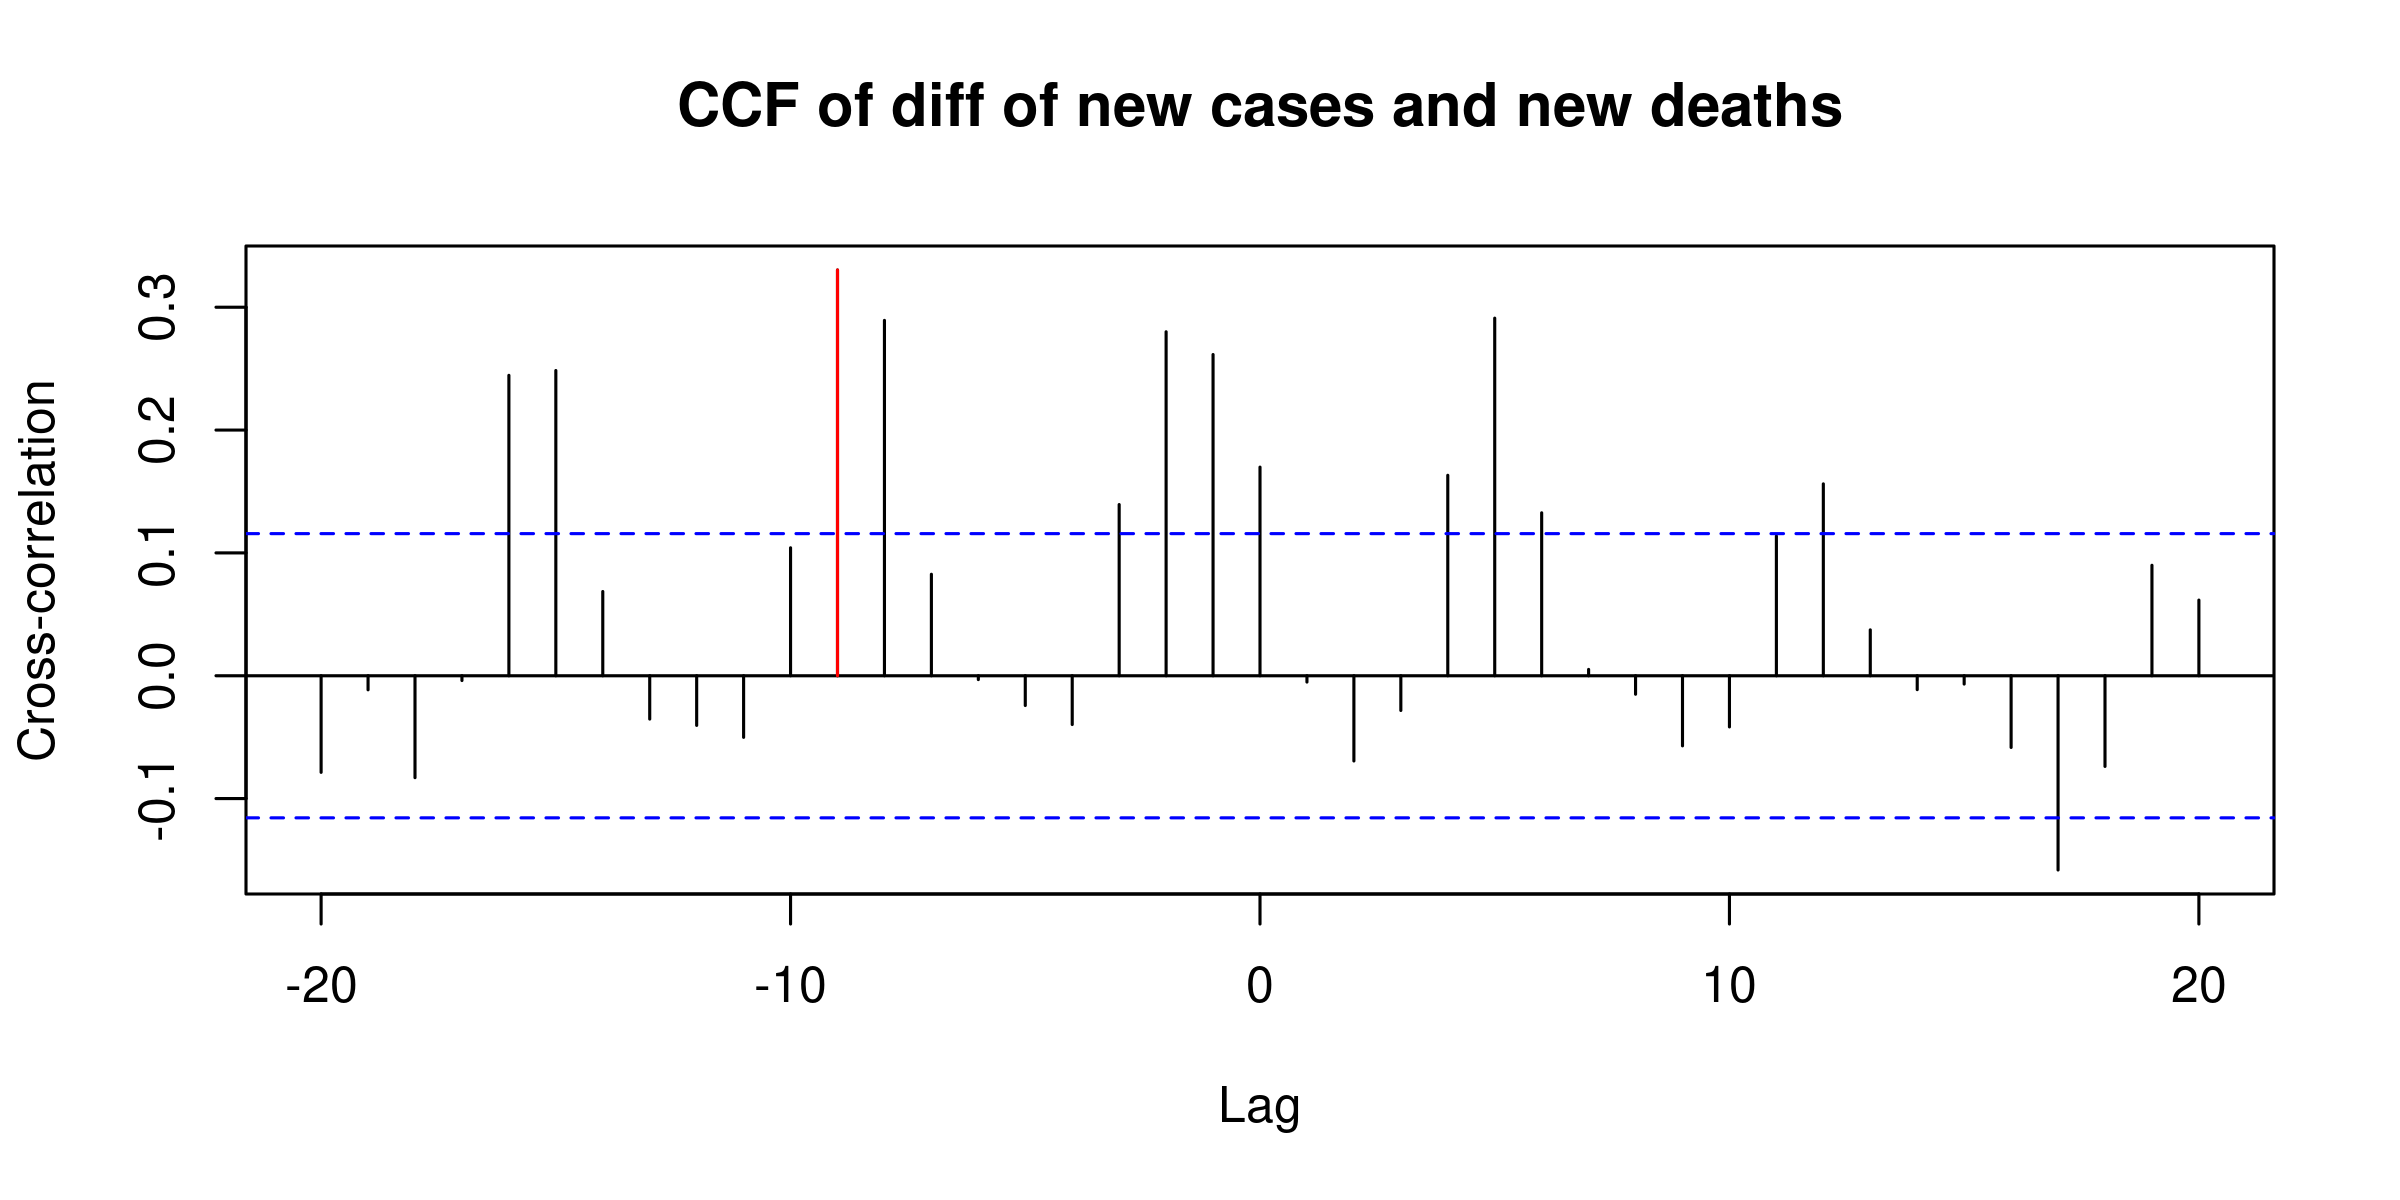 CCF of diff of new cases and new deaths
Cross-correlation
0.3
0.2
0.1
0.0
-0.1
-20 -10 0 10 20
Lag